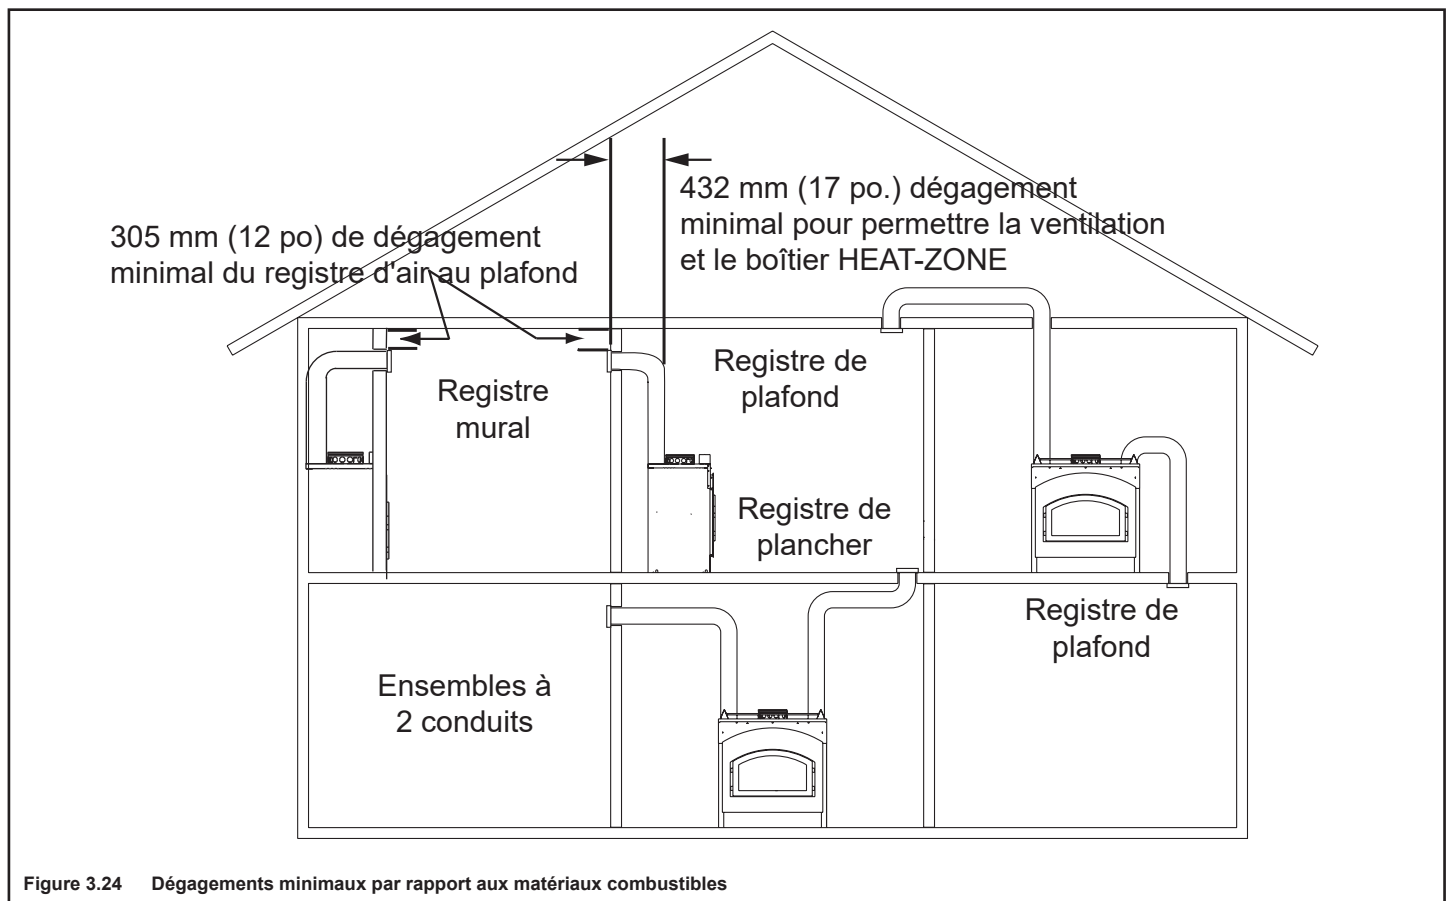 432 mm (17 po.) dégagement
minimal pour permettre la ventilation
et le boîtier HEAT-ZONE
305 mm (12 po) de dégagement
minimal du registre d'air au plafond
Registre de
plafond
Registre
mural
Registre de
plancher
Registre de
plafond
Ensembles à
2 conduits
Figure 3.24 Dégagements minimaux par rapport aux matériaux combustibles